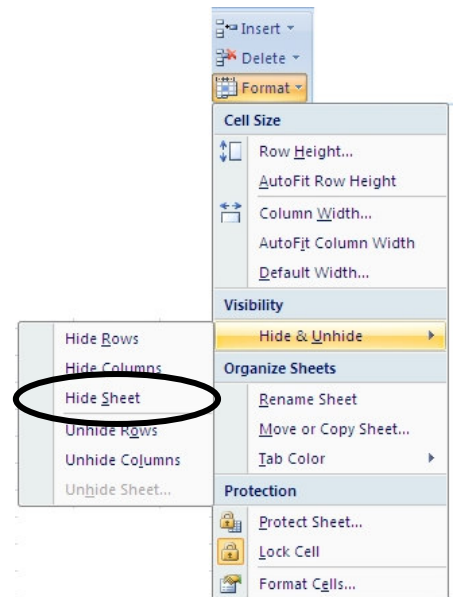 Insert
Delete
Format
Cell Size
Row Height...
AutoFit Row Height
Column Width...
AutoFit Column Width
Default Width...
Visibility
Hide & Unhide
Hide Rows
Hide Columns
Hide Sheet
Unhide Rows
Unhide Columns
Unhide Sheet...
Organize Sheets
Rename Sheet
Move or Copy Sheet...
Tab Color
Protection
Protect Sheet...
Lock Cell
Format Cells...